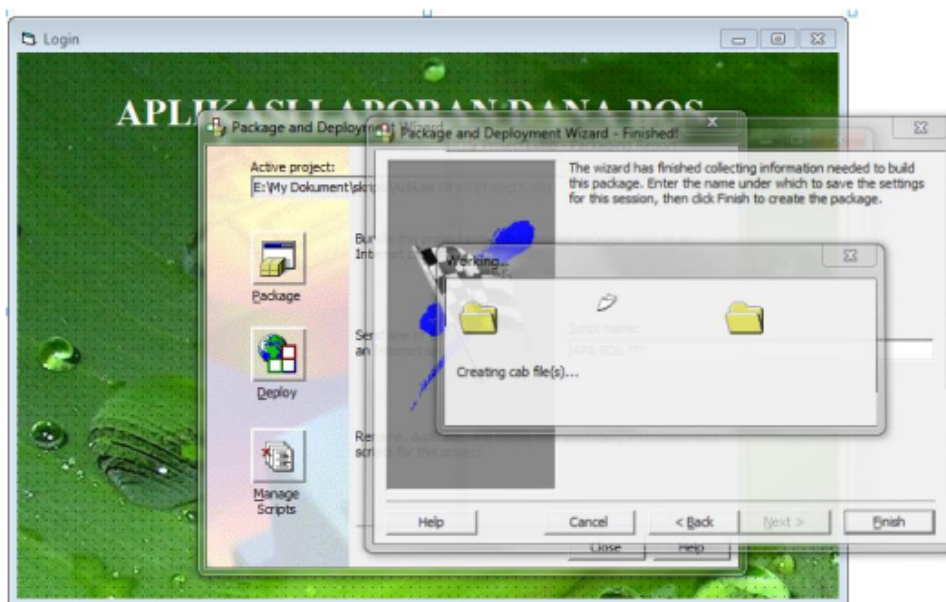 Login
APLIKASI LAPORAN DANA BOS
Package and Deployment Wizard
Active project:
E:\My Dokument\
Package
Deploy
Manage
Scripts
Close
Help
Package and Deployment Wizard - Finished!
The wizard has finished collecting information needed to build
this package. Enter the name under which to save the settings
for this session, then click Finish to create the package.
Script name:
Help
Cancel
< Back
Next >
Finish
Working...
Creating cab file(s)...